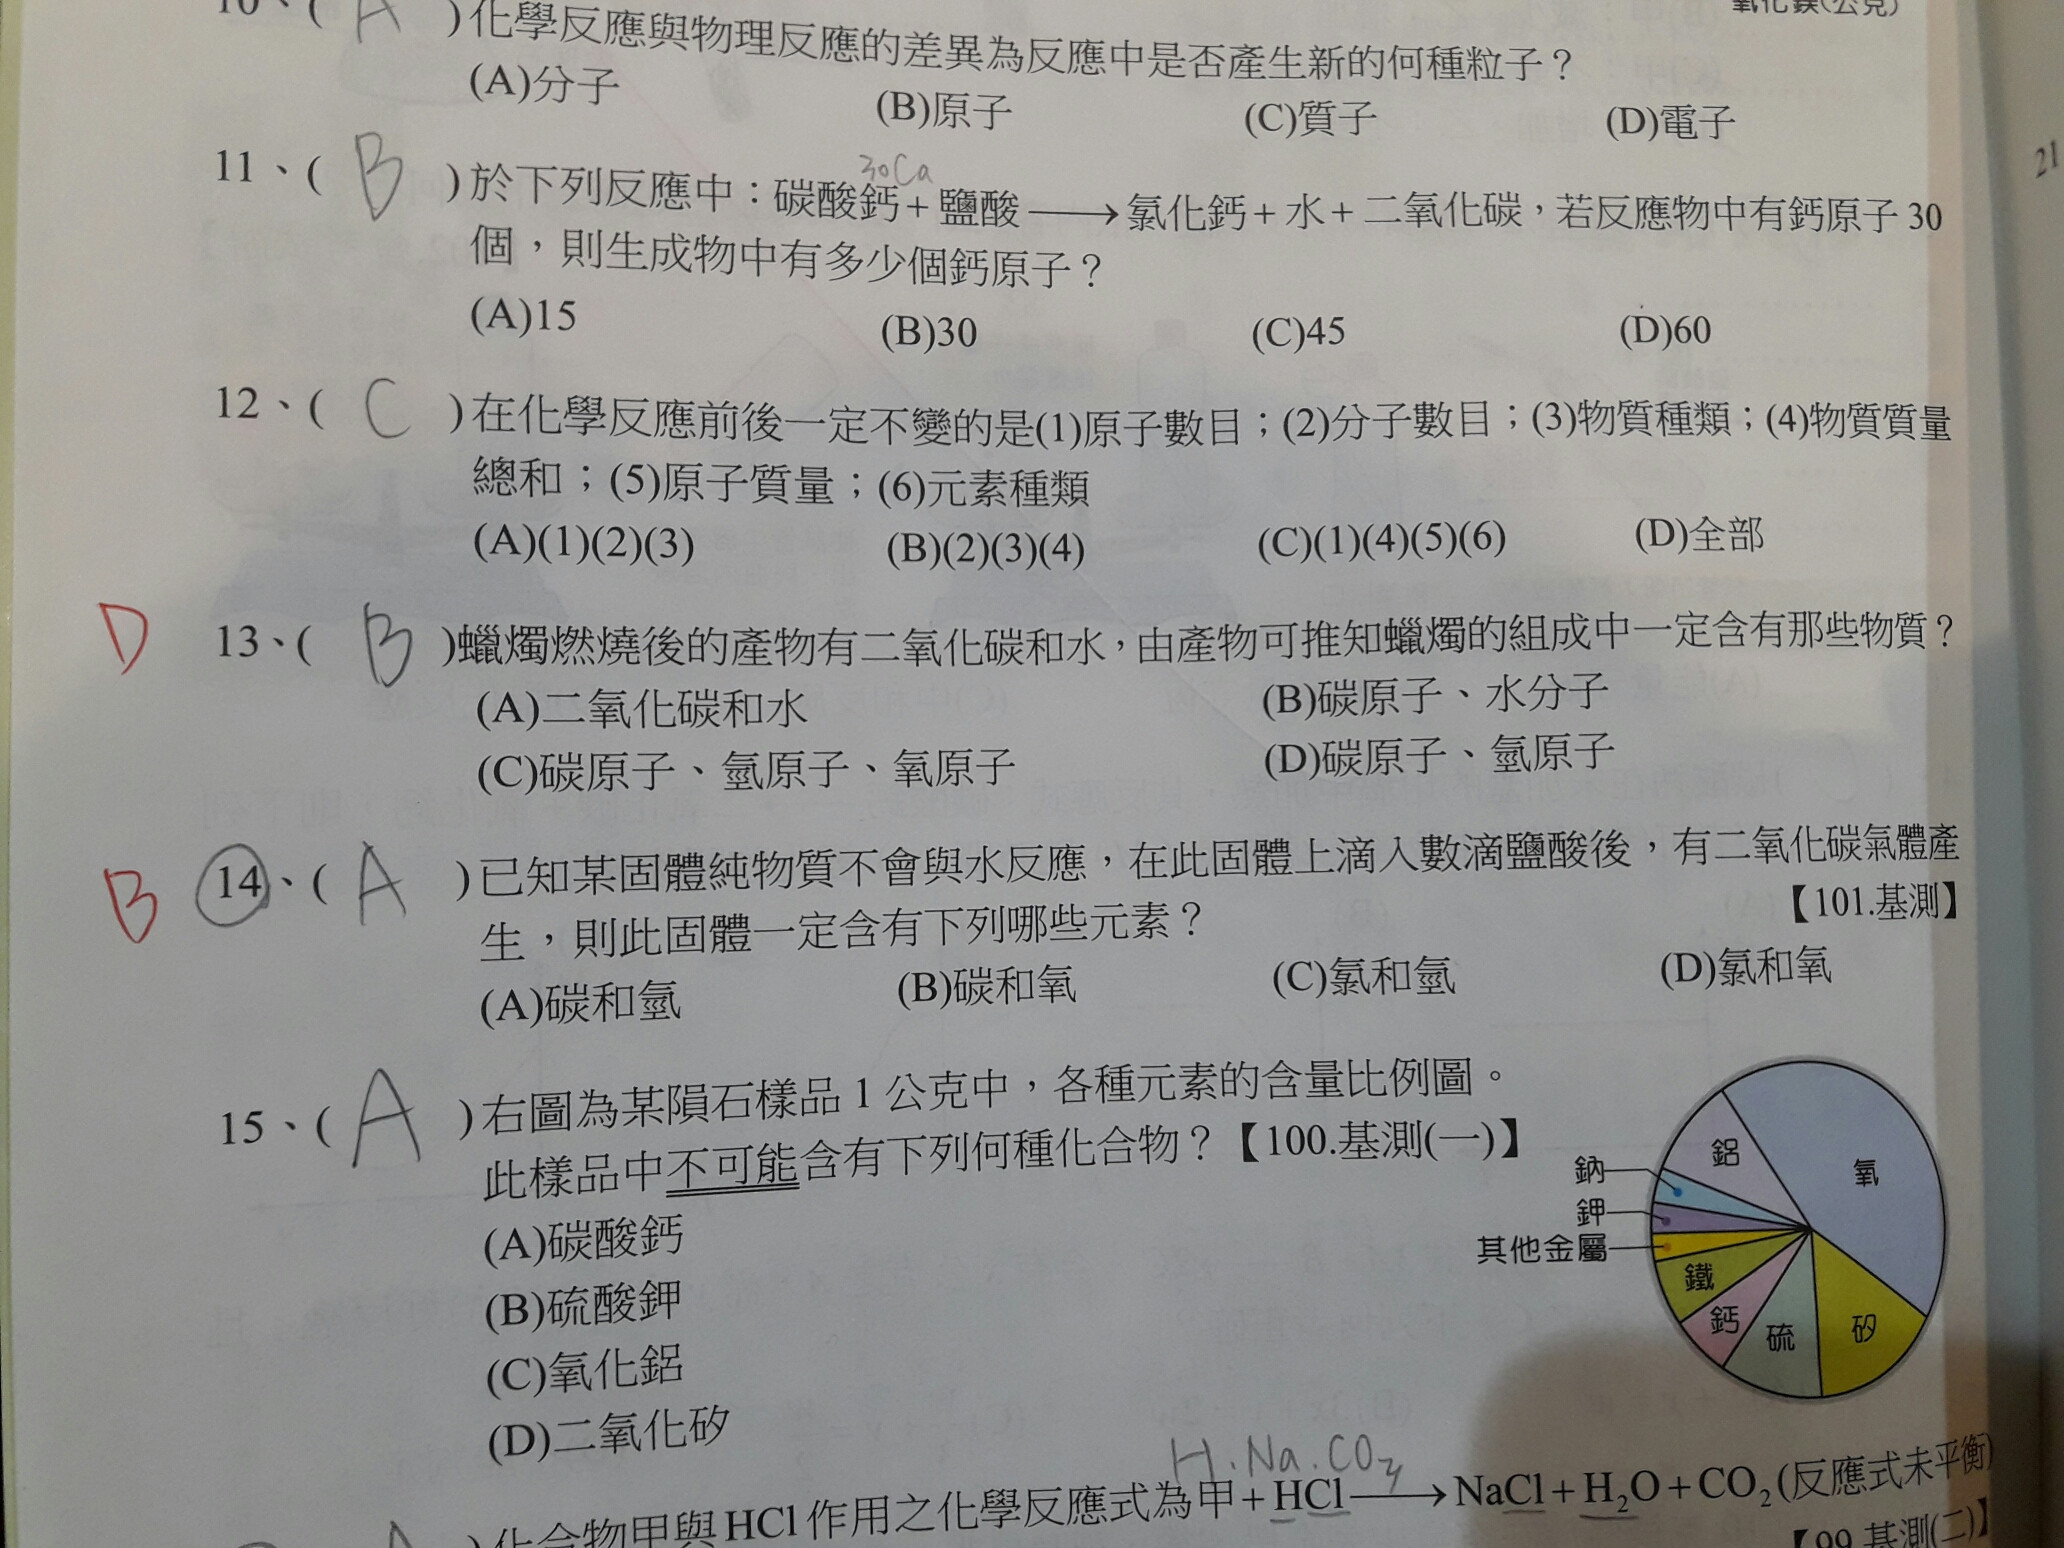 10、( A )化學反應與物理反應的差異為反應中是否產生新的何種粒子？
氧化鎂(公克)
(A)分子 (B)原子 (C)質子 (D)電子
21
30Ca
11、( B )於下列反應中：碳酸鈣+鹽酸⟶氯化鈣+水+二氧化碳，若反應物中有鈣原子30
個，則生成物中有多少個鈣原子？
(A)15 (B)30 (C)45 (D)60
12、( C )在化學反應前後一定不變的是(1)原子數目；(2)分子數目；(3)物質種類；(4)物質質量
總和；(5)原子質量；(6)元素種類
(A)(1)(2)(3) (B)(2)(3)(4) (C)(1)(4)(5)(6) (D)全部
D 13、( B )蠟燭燃燒後的產物有二氧化碳和水，由產物可推知蠟燭的組成中一定含有那些物質？
(A)二氧化碳和水 (B)碳原子、水分子
(C)碳原子、氫原子、氧原子 (D)碳原子、氫原子
B 14、( A )已知某固體純物質不會與水反應，在此固體上滴入數滴鹽酸後，有二氧化碳氣體產
生，則此固體一定含有下列哪些元素？ 【101.基測】
(A)碳和氫 (B)碳和氧 (C)氯和氫 (D)氯和氧
15、( A )右圖為某隕石樣品1公克中，各種元素的含量比例圖。
此樣品中不可能含有下列何種化合物？【100.基測(一)】
(A)碳酸鈣
(B)硫酸鉀
(C)氧化鋁
(D)二氧化矽
氧
鋁
鈉
鉀
其他金屬
鐵
鈣
硫
矽
H.Na.CO
)化合物甲與HCl作用之化學反應式為甲+HCl⟶NaCl+H₂O+CO₂(反應式未平衡)
【99.基測(二)】